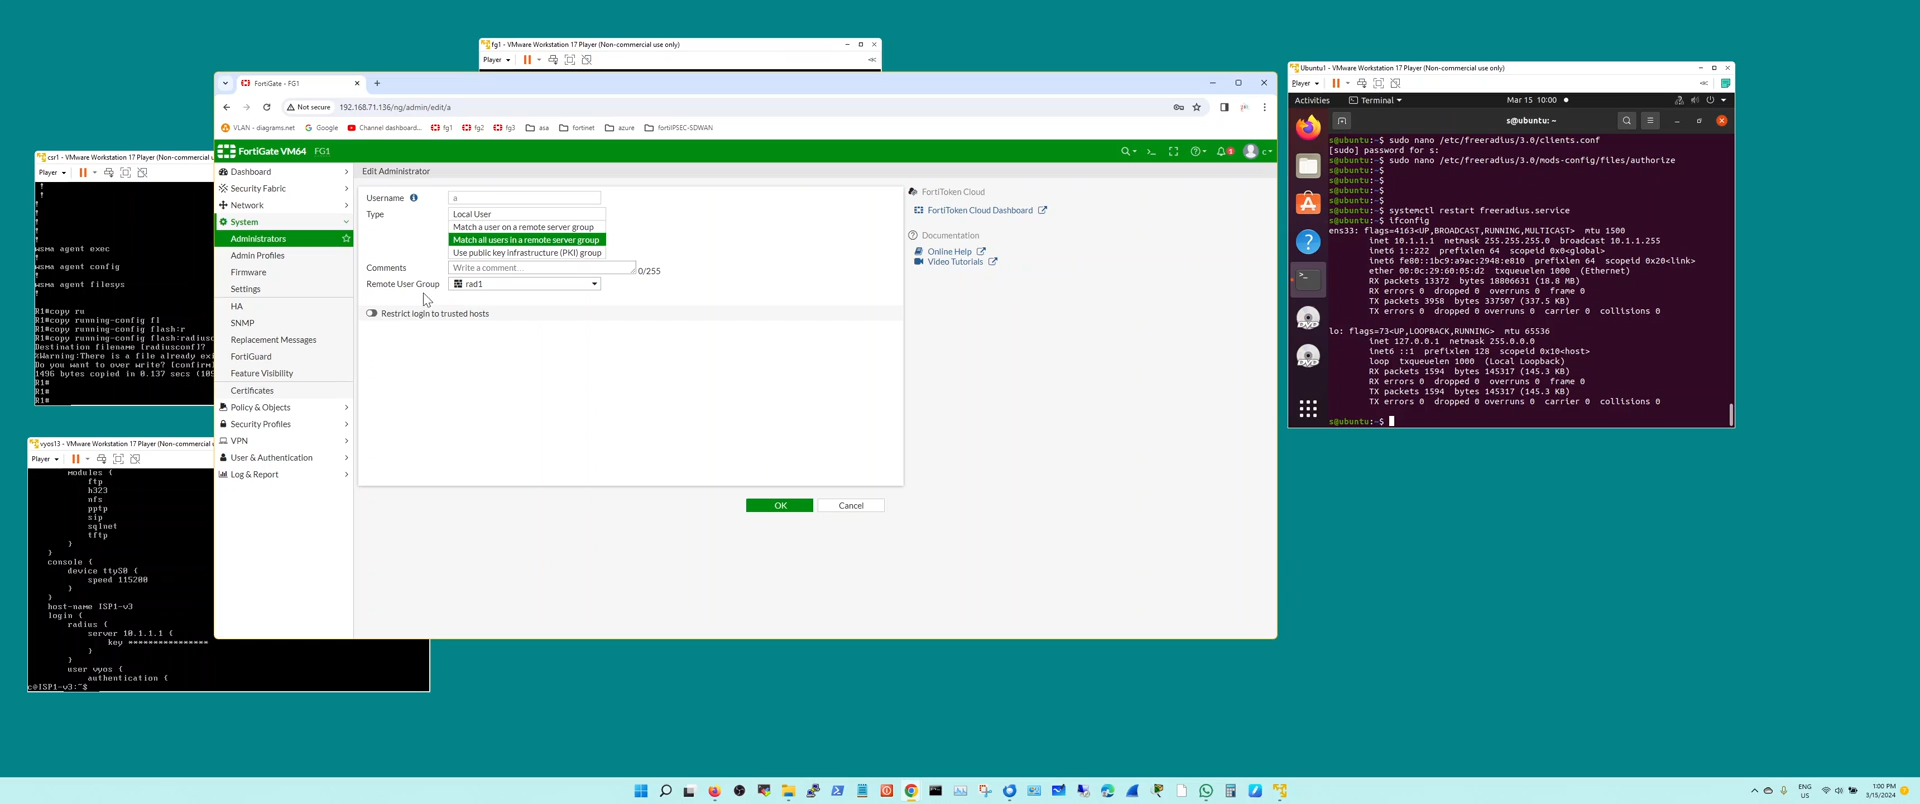 fg1 - VMware Workstation 17 Player (Non-commercial use only)
Player
FortiGate - FG1
Not secure
192.168.71.136/ng/admin/edit/a
VLAN - diagrams.net
Google
Channel dashboard...
fg1
fg2
fg3
asa
fortinet
azure
fortiIPSEC-SDWAN
FortiGate VM64
FG1
1
c
Dashboard
Security Fabric
Network
System
Administrators
Admin Profiles
Firmware
Settings
HA
SNMP
Replacement Messages
FortiGuard
Feature Visibility
Certificates
Policy & Objects
Security Profiles
VPN
User & Authentication
Log & Report
Edit Administrator
Username
a
Type
Local User
Match a user on a remote server group
Match all users in a remote server group
Use public key infrastructure (PKI) group
Comments
Write a comment...
0/255
Remote User Group
rad1
Restrict login to trusted hosts
OK
Cancel
FortiToken Cloud
FortiToken Cloud Dashboard
Documentation
Online Help
Video Tutorials
csr1 - VMware Workstation 17 Player (Non-commercial u
Player
!
!
!
!
!
!
wsma agent exec
!
wsma agent config
!
wsma agent filesys
!
R1#copy ru
R1#copy running-config fl
R1#copy running-config flash:r
R1#copy running-config flash:radiusc
Destination filename [radiusconf]?
%Warning:There is a file already exi
Do you want to over write? [confirm]
1496 bytes copied in 0.137 secs (109
R1#
R1#
R1#
vyos13 - VMware Workstation 17 Player (Non-commercial
Player
modules {
ftp
h323
nfs
pptp
sip
sqlnet
tftp
}
}
console {
device ttyS0 {
speed 115200
}
}
host-name ISP1-v3
login {
radius {
server 10.1.1.1 {
key ****************
}
}
user vyos {
authentication {
c@ISP1-v3:~$
Ubuntu1 - VMware Workstation 17 Player (Non-commercial use only)
Player
Activities
Terminal
Mar 15 10:00
s@ubuntu: ~
s@ubuntu:~$ sudo nano /etc/freeradius/3.0/clients.conf
[sudo] password for s:
s@ubuntu:~$ sudo nano /etc/freeradius/3.0/mods-config/files/authorize
s@ubuntu:~$
s@ubuntu:~$
s@ubuntu:~$
s@ubuntu:~$
s@ubuntu:~$ systemctl restart freeradius.service
s@ubuntu:~$ ifconfig
ens33: flags=4163<UP,BROADCAST,RUNNING,MULTICAST> mtu 1500
inet 10.1.1.1 netmask 255.255.255.0 broadcast 10.1.1.255
inet6 1::222 prefixlen 64 scopeid 0x0<global>
inet6 fe80::1bc9:a9ac:2948:e810 prefixlen 64 scopeid 0x20<link>
ether 00:0c:29:60:05:d2 txqueuelen 1000 (Ethernet)
RX packets 13372 bytes 18806481 (18.8 MB)
RX errors 0 dropped 0 overruns 0 frame 0
TX packets 3958 bytes 337507 (337.5 KB)
TX errors 0 dropped 0 overruns 0 carrier 0 collisions 0
lo: flags=73<UP,LOOPBACK,RUNNING> mtu 65536
inet 127.0.0.1 netmask 255.0.0.0
inet6 ::1 prefixlen 128 scopeid 0x10<host>
loop txqueuelen 1000 (Local Loopback)
RX packets 1594 bytes 145317 (145.3 KB)
RX errors 0 dropped 0 overruns 0 frame 0
TX packets 1594 bytes 145317 (145.3 KB)
TX errors 0 dropped 0 overruns 0 carrier 0 collisions 0
s@ubuntu:~$
ENG
US
1:00 PM
3/15/2024